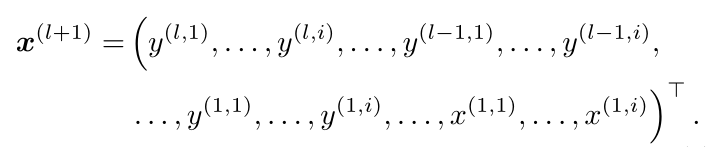 x^{(l+1)} = (y^{(l,1)}, …, y^{(l,i)}, …, y^{(l−1,1)}, …, y^{(l−1,i)},
…, y^{(1,1)}, …, y^{(1,i)}, …, x^{(1,1)}, …, x^{(1,i)})^⊤ .